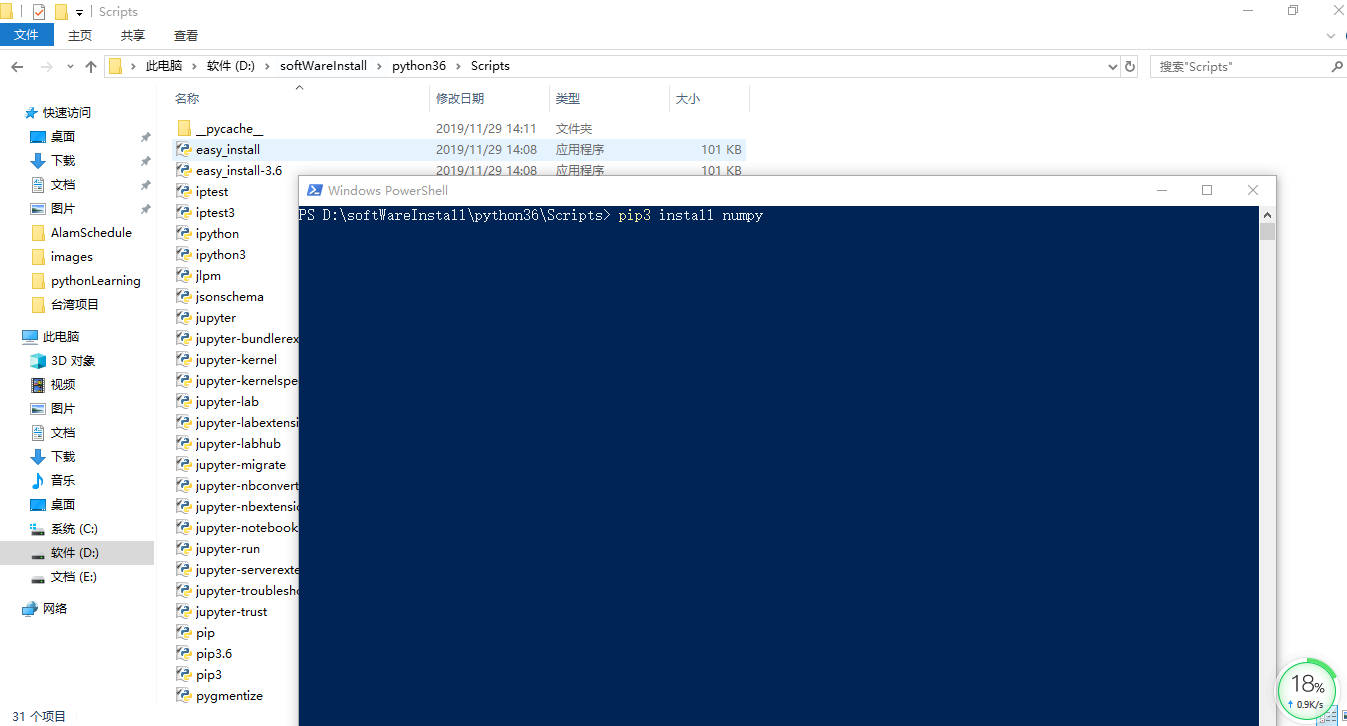 Scripts
文件 主页 共享 查看
此电脑 软件 (D:) softWareInstall python36 Scripts 搜索"Scripts"
名称 修改日期 类型 大小
快速访问
桌面
下载
文档
图片
AlamSchedule
images
pythonLearning
台湾项目
此电脑
3D 对象
视频
图片
文档
下载
音乐
桌面
系统 (C:)
软件 (D:)
文档 (E:)
网络
__pycache__ 2019/11/29 14:11 文件夹
easy_install 2019/11/29 14:08 应用程序 101 KB
easy_install-3.6 2019/11/29 14:08 应用程序 101 KB
iptest
iptest3
ipython
ipython3
jlpm
jsonschema
jupyter
jupyter-bundlerex
jupyter-kernel
jupyter-kernelspe
jupyter-lab
jupyter-labextensi
jupyter-labhub
jupyter-migrate
jupyter-nbconvert
jupyter-nbextensio
jupyter-notebook
jupyter-run
jupyter-serverexte
jupyter-troublesho
jupyter-trust
pip
pip3.6
pip3
pygmentize
Windows PowerShell
PS D:\softWareInstall\python36\Scripts> pip3 install numpy
18%
0.9K/s
31 个项目